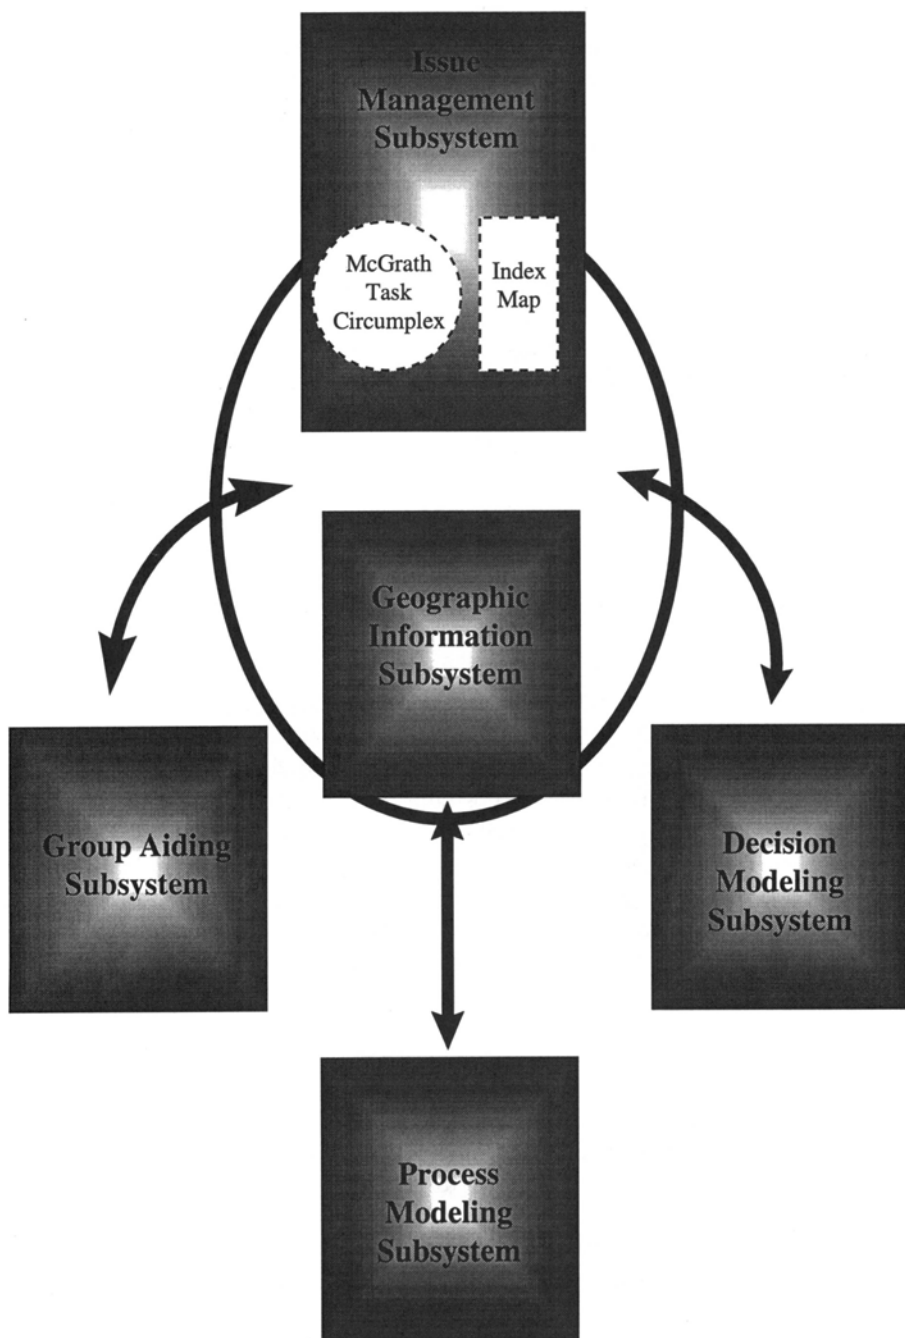 Issue
Management
Subsystem
McGrath
Task
Circumplex
Index
Map
Geographic
Information
Subsystem
Group Aiding
Subsystem
Decision
Modeling
Subsystem
Process
Modeling
Subsystem